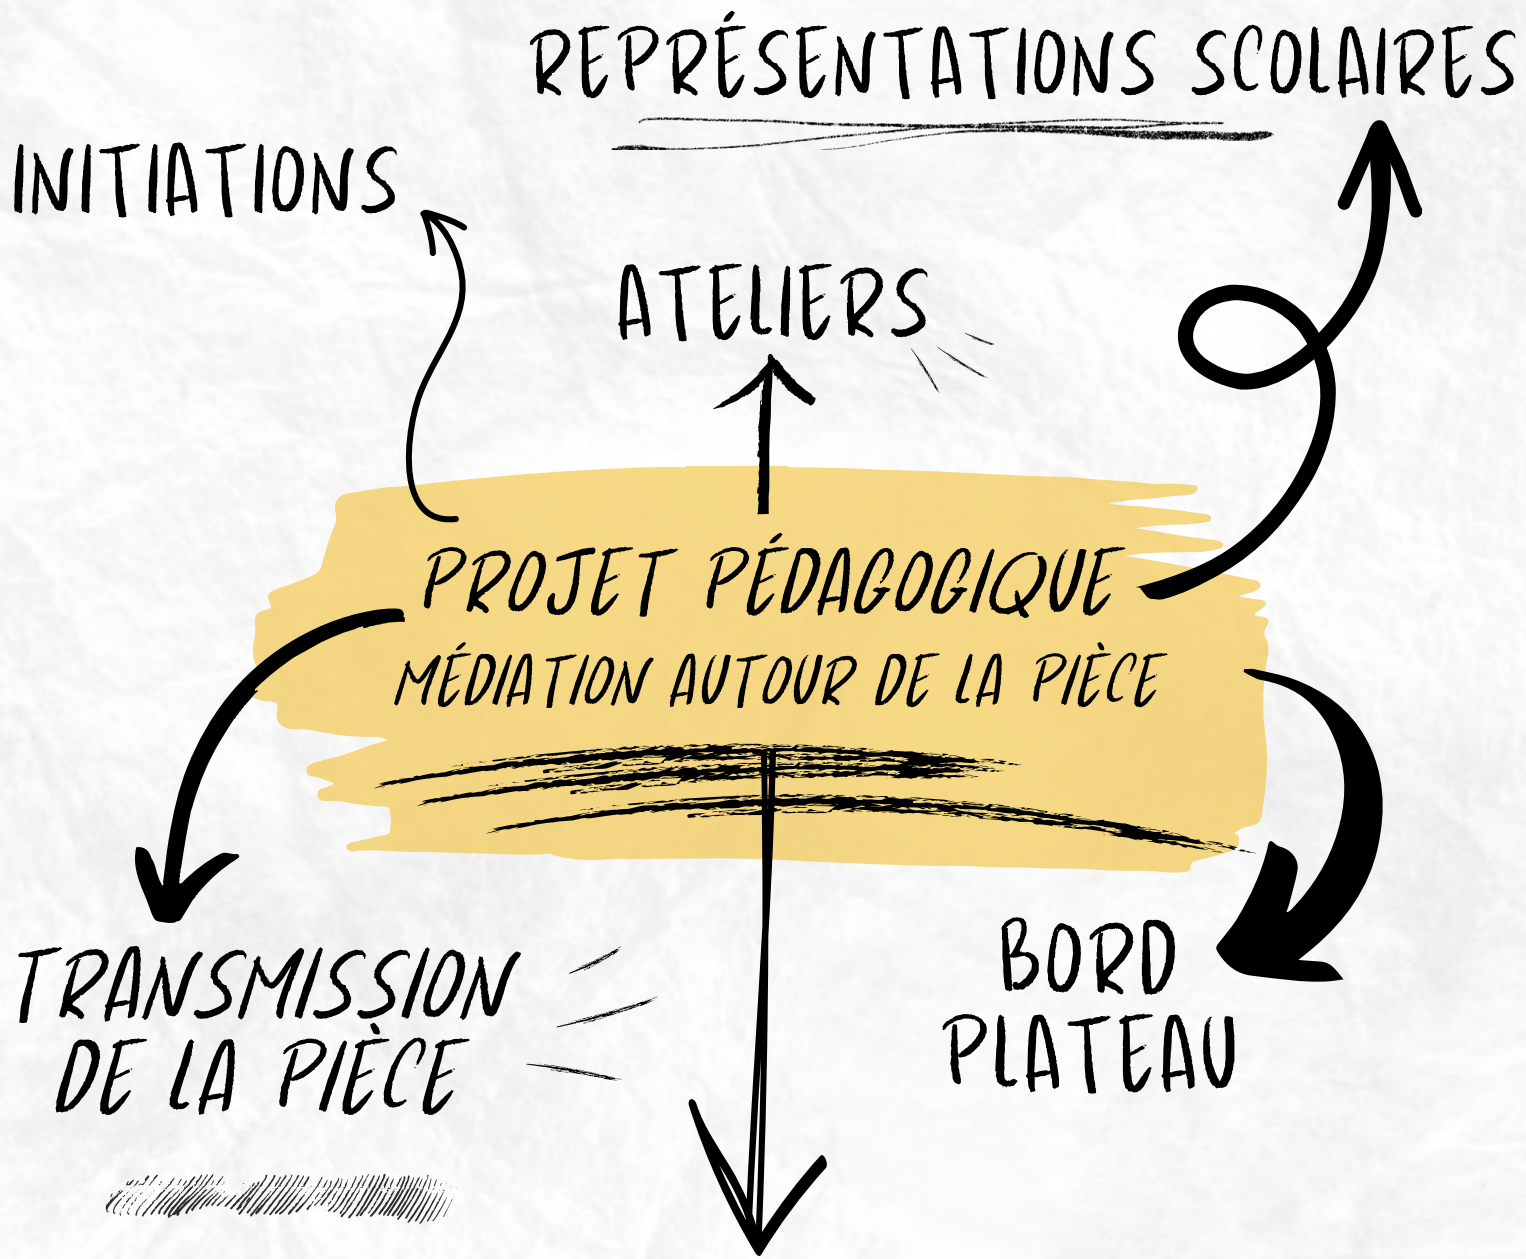 REPRÉSENTATIONS SCOLAIRES
INITIATIONS
ATELIERS
PROJET PÉDAGOGIQUE
MÉDIATION AUTOUR DE LA PIÈCE
TRANSMISSION
DE LA PIÈCE
BORD
PLATEAU